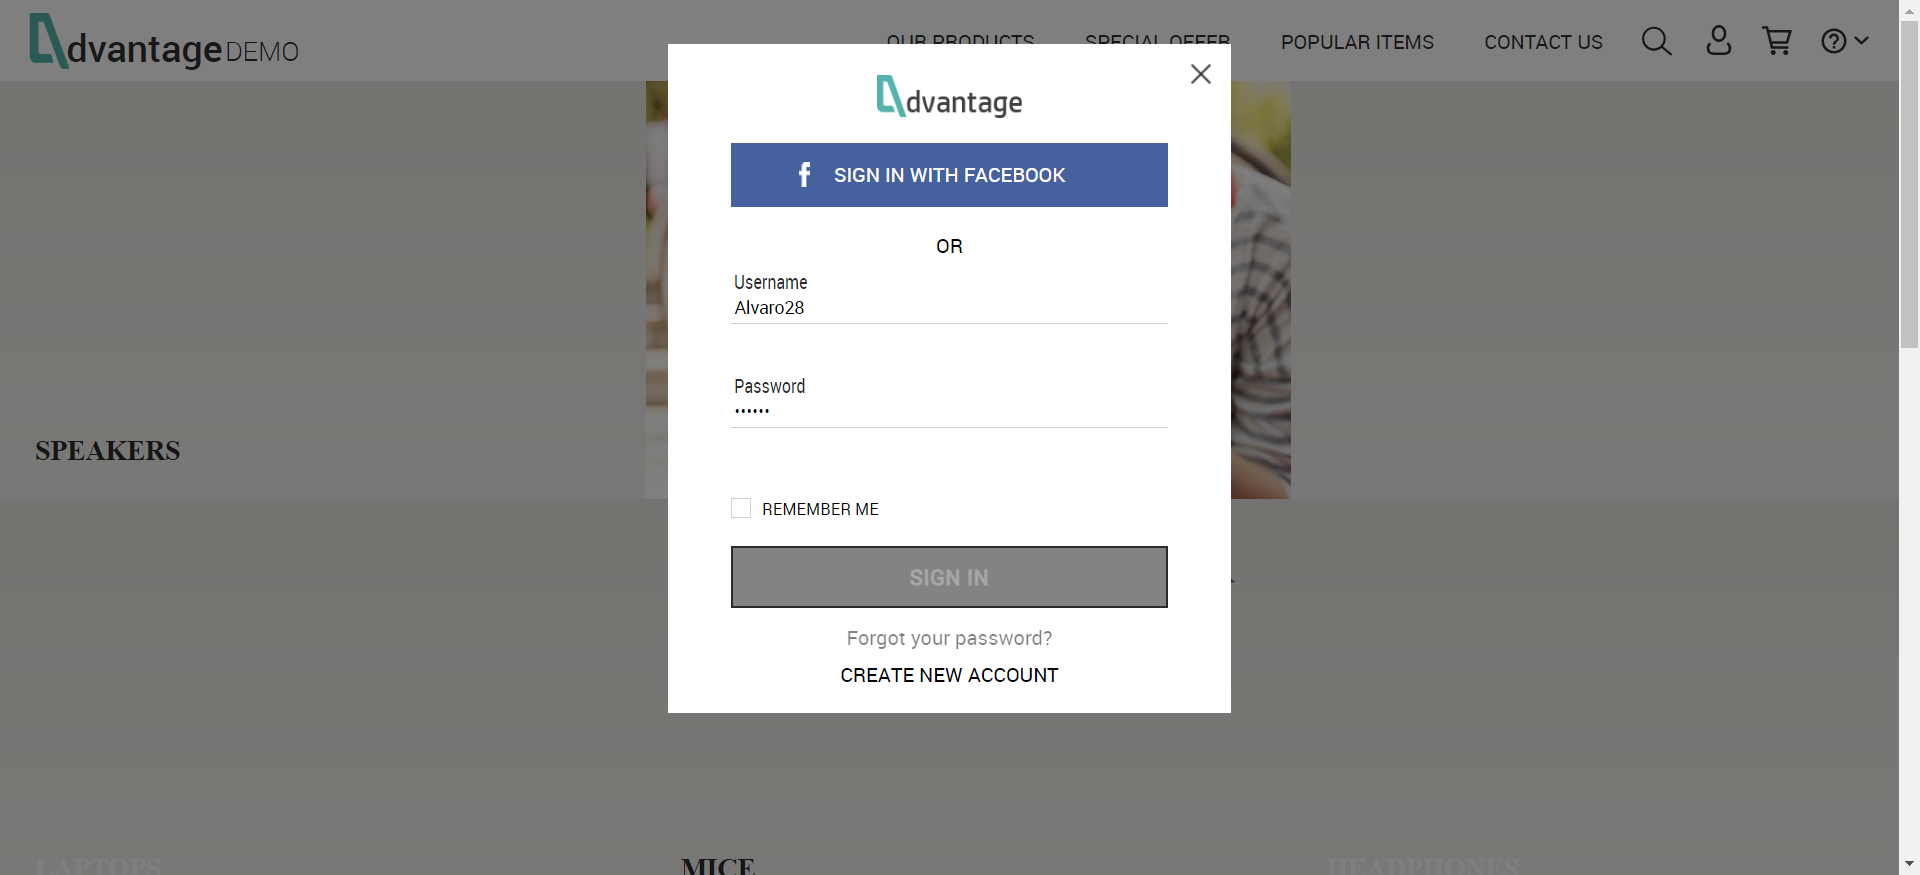 dvantage DEMO
OUR PRODUCTS
SPECIAL OFFER
POPULAR ITEMS
CONTACT US
dvantage
f SIGN IN WITH FACEBOOK
OR
Username
Alvaro28
Password
••••••
REMEMBER ME
SIGN IN
Forgot your password?
CREATE NEW ACCOUNT
SPEAKERS
LAPTOPS
MICE
HEADPHONES